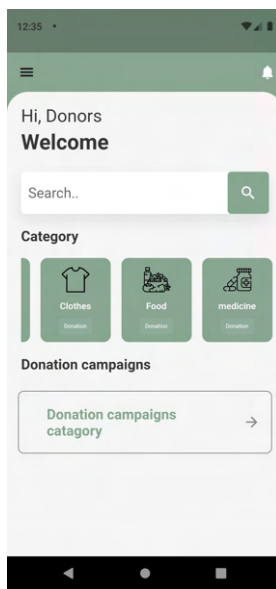 12:35
Hi, Donors
Welcome
Search..
Category
Clothes
Donation
Food
Donation
medicine
Donation
Donation campaigns
Donation campaigns
catagory